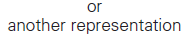 or
another representation